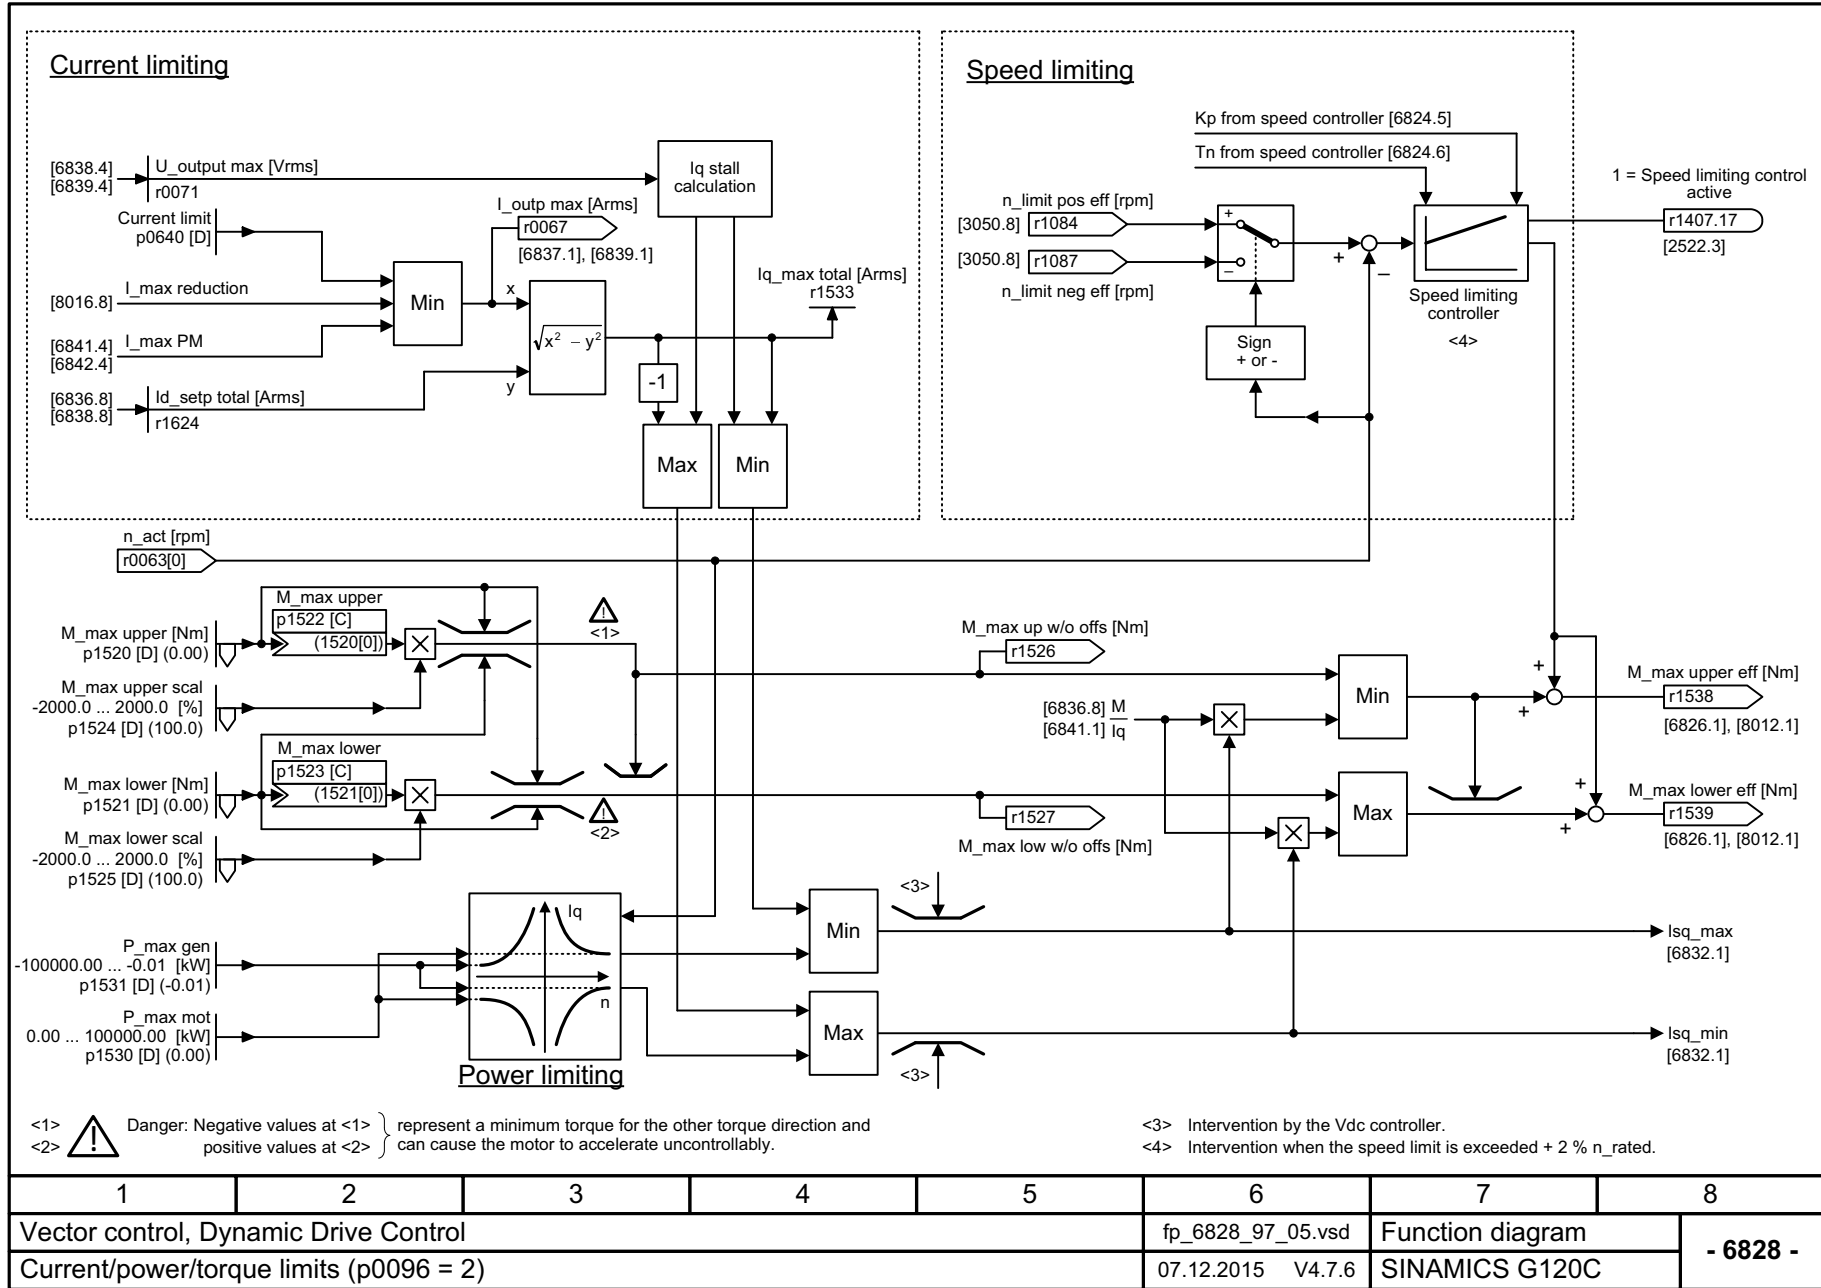 Current limiting
[6838.4]
[6839.4]
U_output max [Vrms]
r0071
Current limit
p0640 [D]
[8016.8]
I_max reduction
[6841.4]
[6842.4]
I_max PM
[6836.8]
[6838.8]
Id_setp total [Arms]
r1624
Min
I_outp max [Arms]
r0067
[6837.1], [6839.1]
x
√x² – y²
y
Iq stall
calculation
Iq_max total [Arms]
r1533
-1
Max
Min
Speed limiting
Kp from speed controller [6824.5]
Tn from speed controller [6824.6]
n_limit pos eff [rpm]
[3050.8]
r1084
[3050.8]
r1087
n_limit neg eff [rpm]
+
–
Sign
+ or -
+
–
Speed limiting
controller
<4>
1 = Speed limiting control
active
r1407.17
[2522.3]
n_act [rpm]
r0063[0]
M_max upper
p1522 [C]
(1520[0])
M_max upper [Nm]
p1520 [D] (0.00)
M_max upper scal
-2000.0 ... 2000.0 [%]
p1524 [D] (100.0)
!
<1>
M_max lower
p1523 [C]
(1521[0])
M_max lower [Nm]
p1521 [D] (0.00)
M_max lower scal
-2000.0 ... 2000.0 [%]
p1525 [D] (100.0)
!
<2>
M_max up w/o offs [Nm]
r1526
[6836.8]
[6841.1]
M
Iq
r1527
M_max low w/o offs [Nm]
Min
Max
+
+
M_max upper eff [Nm]
r1538
[6826.1], [8012.1]
+
+
M_max lower eff [Nm]
r1539
[6826.1], [8012.1]
P_max gen
-100000.00 ... -0.01 [kW]
p1531 [D] (-0.01)
P_max mot
0.00 ... 100000.00 [kW]
p1530 [D] (0.00)
Iq
n
Power limiting
Min
Max
<3>
<3>
Isq_max
[6832.1]
Isq_min
[6832.1]
<1>
<2>
!
Danger: Negative values at <1>
positive values at <2>
represent a minimum torque for the other torque direction and
can cause the motor to accelerate uncontrollably.
<3> Intervention by the Vdc controller.
<4> Intervention when the speed limit is exceeded + 2 % n_rated.
1 2 3 4 5 6 7 8
Vector control, Dynamic Drive Control
fp_6828_97_05.vsd
Function diagram
- 6828 -
Current/power/torque limits (p0096 = 2)
07.12.2015 V4.7.6
SINAMICS G120C